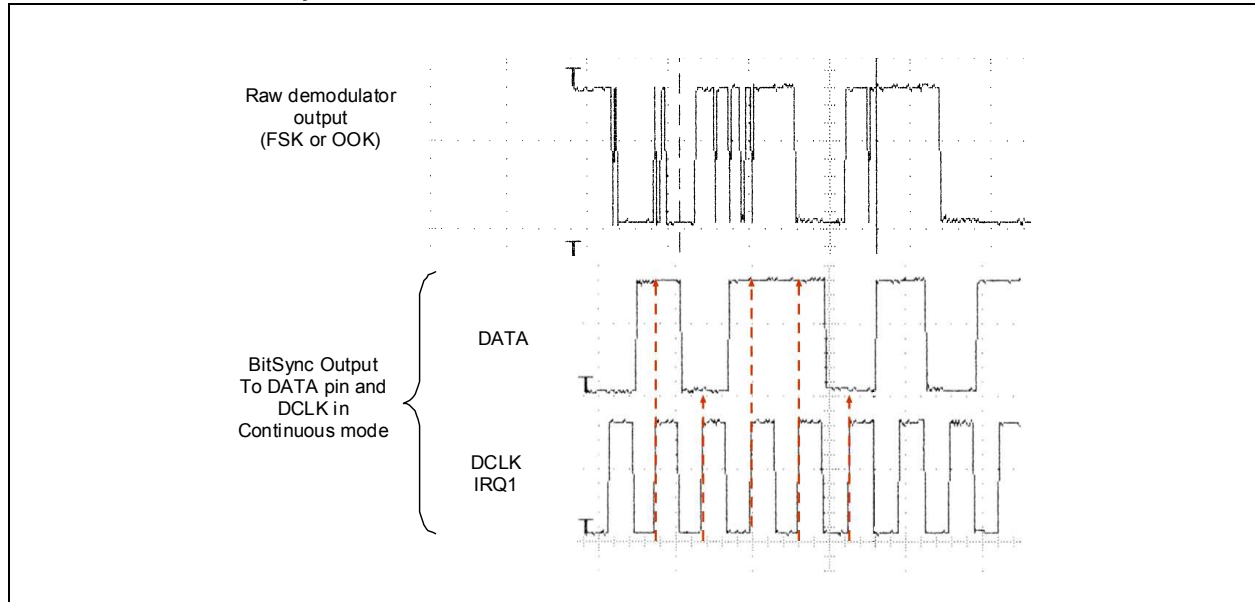 Raw demodulator
output
(FSK or OOK)
DATA
BitSync Output
To DATA pin and
DCLK in
Continuous mode
DCLK
IRQ1